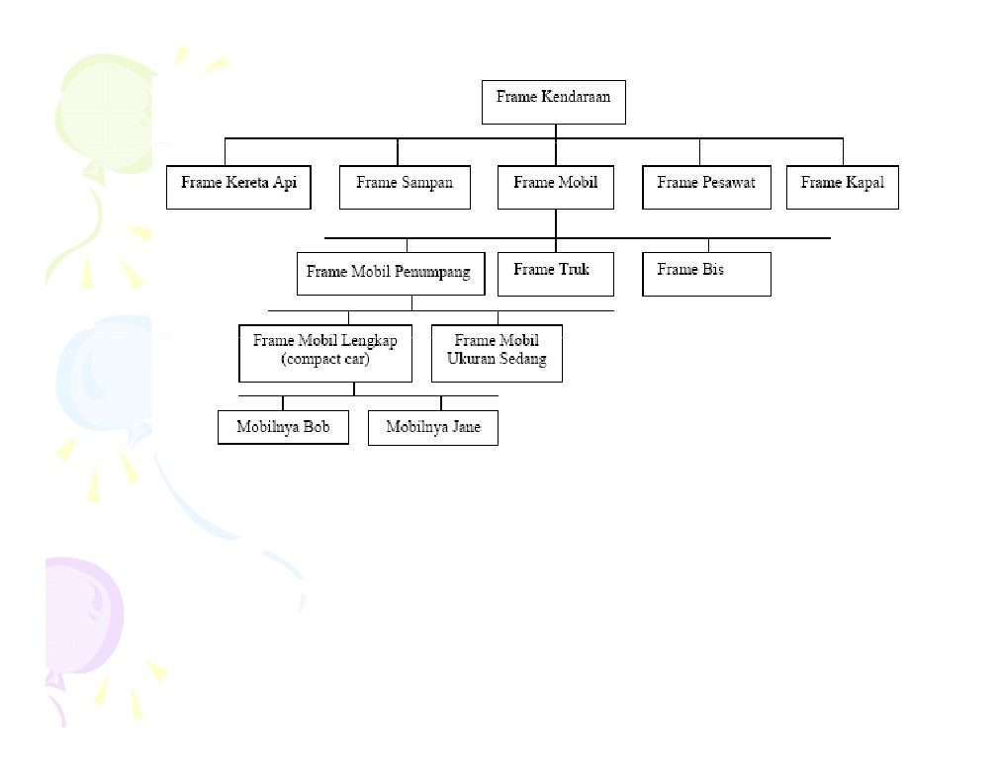 Frame Kendaraan
Frame Kereta Api
Frame Sampan
Frame Mobil
Frame Pesawat
Frame Kapal
Frame Mobil Penumpang
Frame Truk
Frame Bis
Frame Mobil Lengkap
(compact car)
Frame Mobil
Ukuran Sedang
Mobilnya Bob
Mobilnya Jane